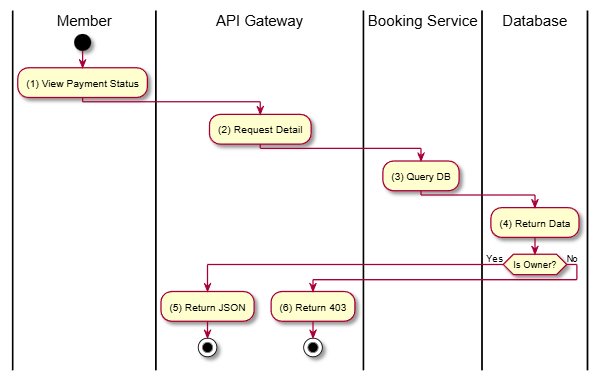 Member
API Gateway
Booking Service
Database
(1) View Payment Status
(2) Request Detail
(3) Query DB
(4) Return Data
Yes
Is Owner?
No
(5) Return JSON
(6) Return 403